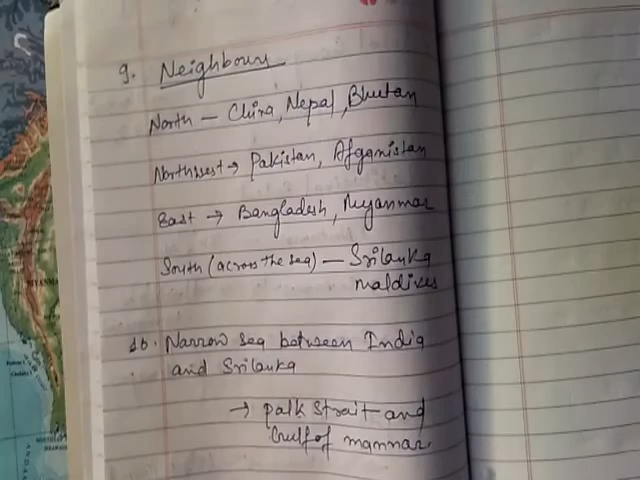 9. Neighbours
North – China, Nepal, Bhutan
Northwest → Pakistan, Afganistan
East → Bangladesh, Myanmar
South (across the sea) – Srilanka
maldives
10. Narrow sea between India
and Srilanka
→ palk strait and
Gulf of mannar